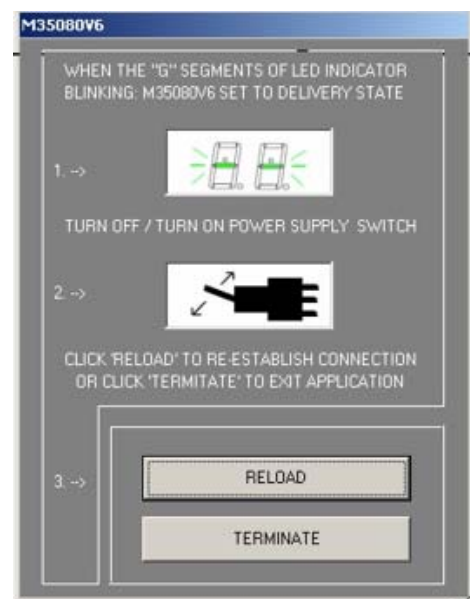 M35080V6
WHEN THE "G" SEGMENTS OF LED INDICATOR
BLINKING: M35080V6 SET TO DELIVERY STATE
1. -->
TURN OFF / TURN ON POWER SUPPLY SWITCH
2. -->
CLICK 'RELOAD' TO RE-ESTABLISH CONNECTION
OR CLICK 'TERMITATE' TO EXIT APPLICATION
3. -->
RELOAD
TERMINATE